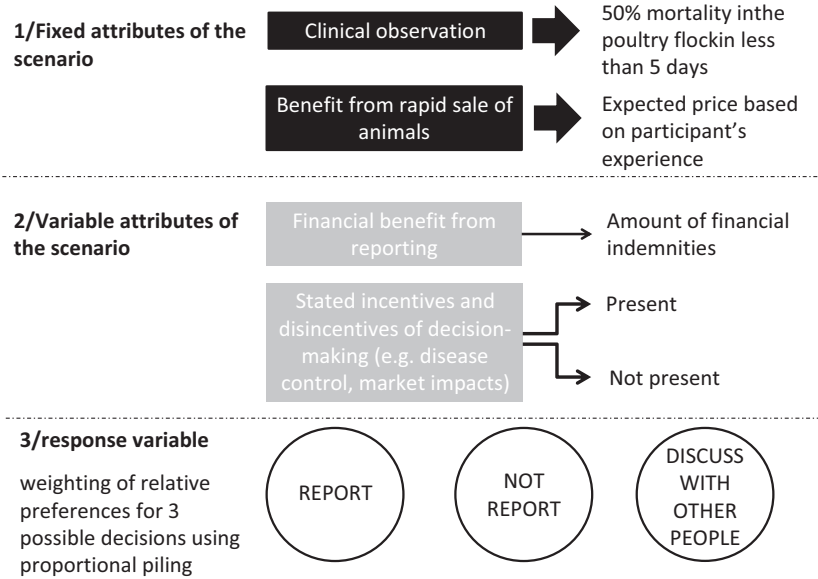 1/Fixed attributes of the
scenario
Clinical observation
50% mortality inthe
poultry flockin less
than 5 days
Benefit from rapid sale of
animals
Expected price based
on participant's
experience
2/Variable attributes of
the scenario
Financial benefit from
reporting
Amount of financial
indemnities
Stated incentives and
disincentives of decision-
making (e.g. disease
control, market impacts)
Present
Not present
3/response variable
weighting of relative
preferences for 3
possible decisions using
proportional piling
REPORT
NOT
REPORT
DISCUSS
WITH
OTHER
PEOPLE